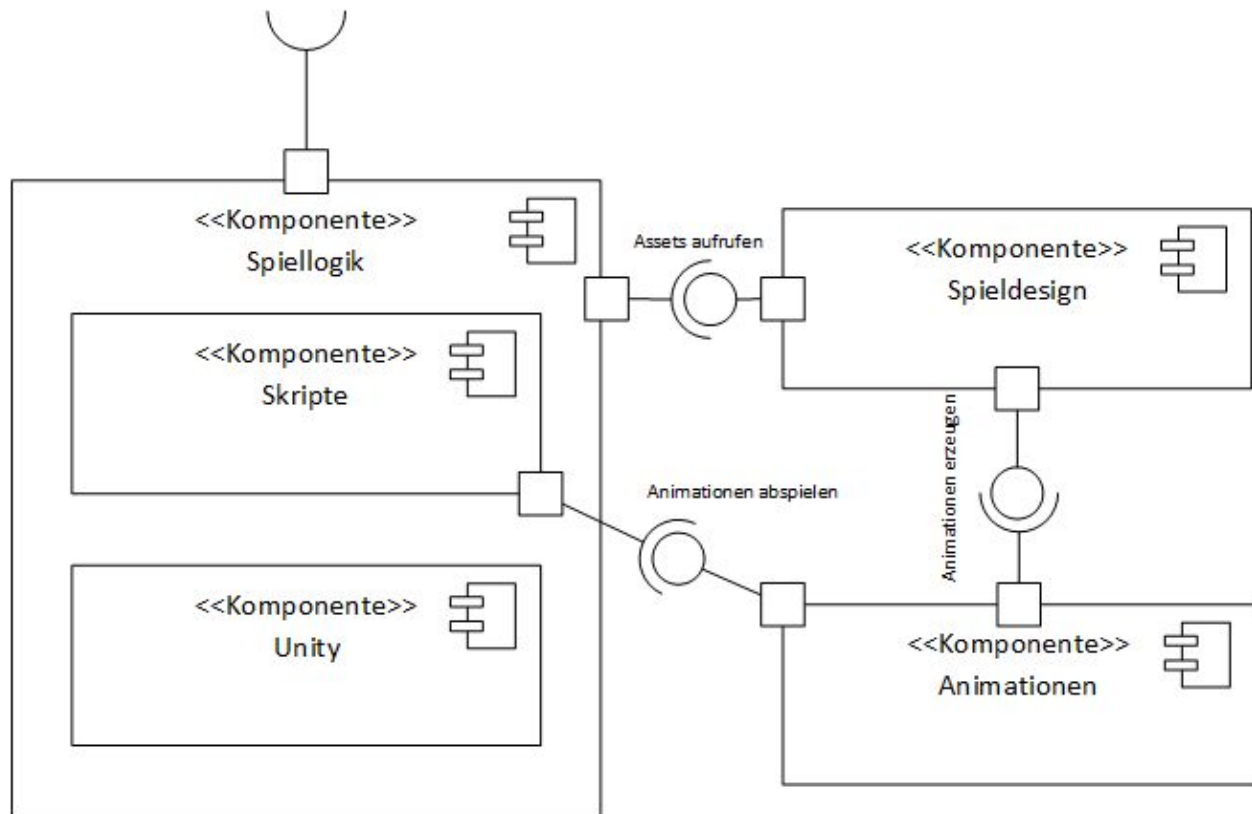 <<Komponente>>
Spiellogik
Assets aufrufen
<<Komponente>>
Spieldesign
<<Komponente>>
Skripte
Animationen abspielen
Animationen erzeugen
<<Komponente>>
Unity
<<Komponente>>
Animationen